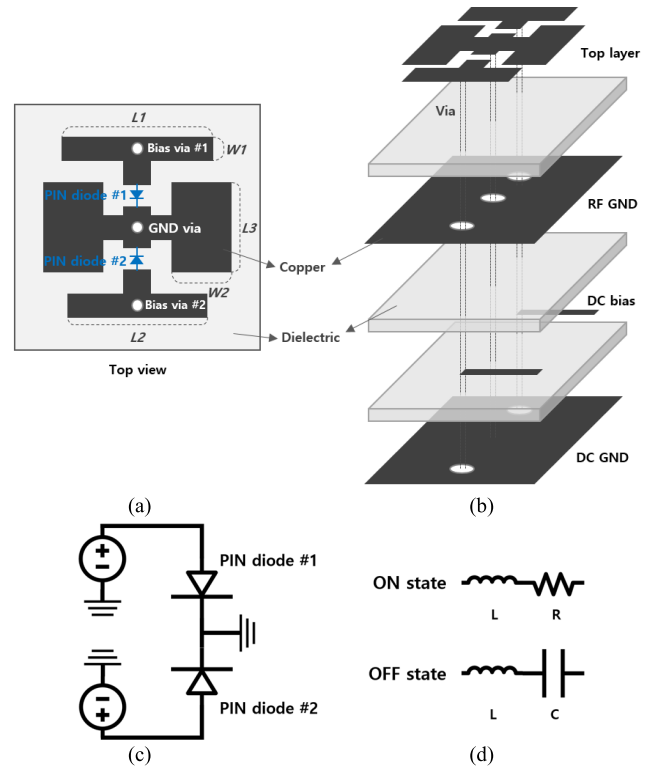 L1
Bias via #1
W1
PIN diode #1
GND via
L3
PIN diode #2
Copper
W2
Bias via #2
L2
Dielectric
Top view
(a)
Top layer
Via
RF GND
DC bias
DC GND
(b)
PIN diode #1
PIN diode #2
(c)
ON state
L R
OFF state
L C
(d)